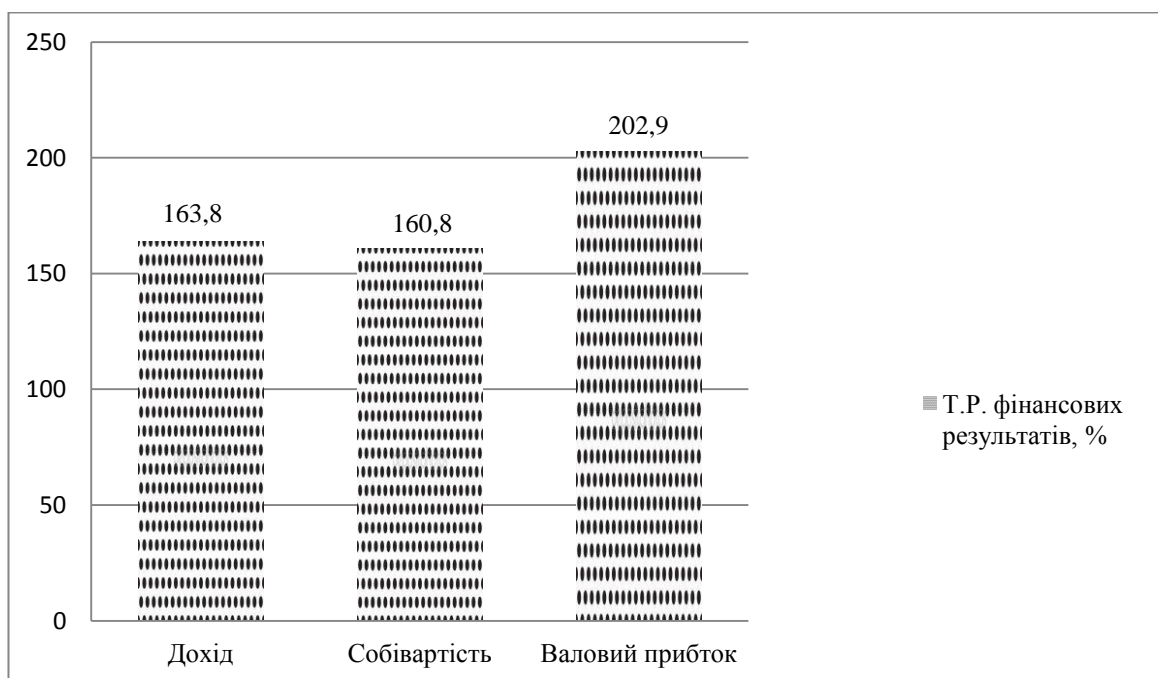 250
200
150
100
50
0
202,9
163,8
160,8
Дохід
Собівартість
Валовий прибток
Т.Р. фінансових
результатів, %